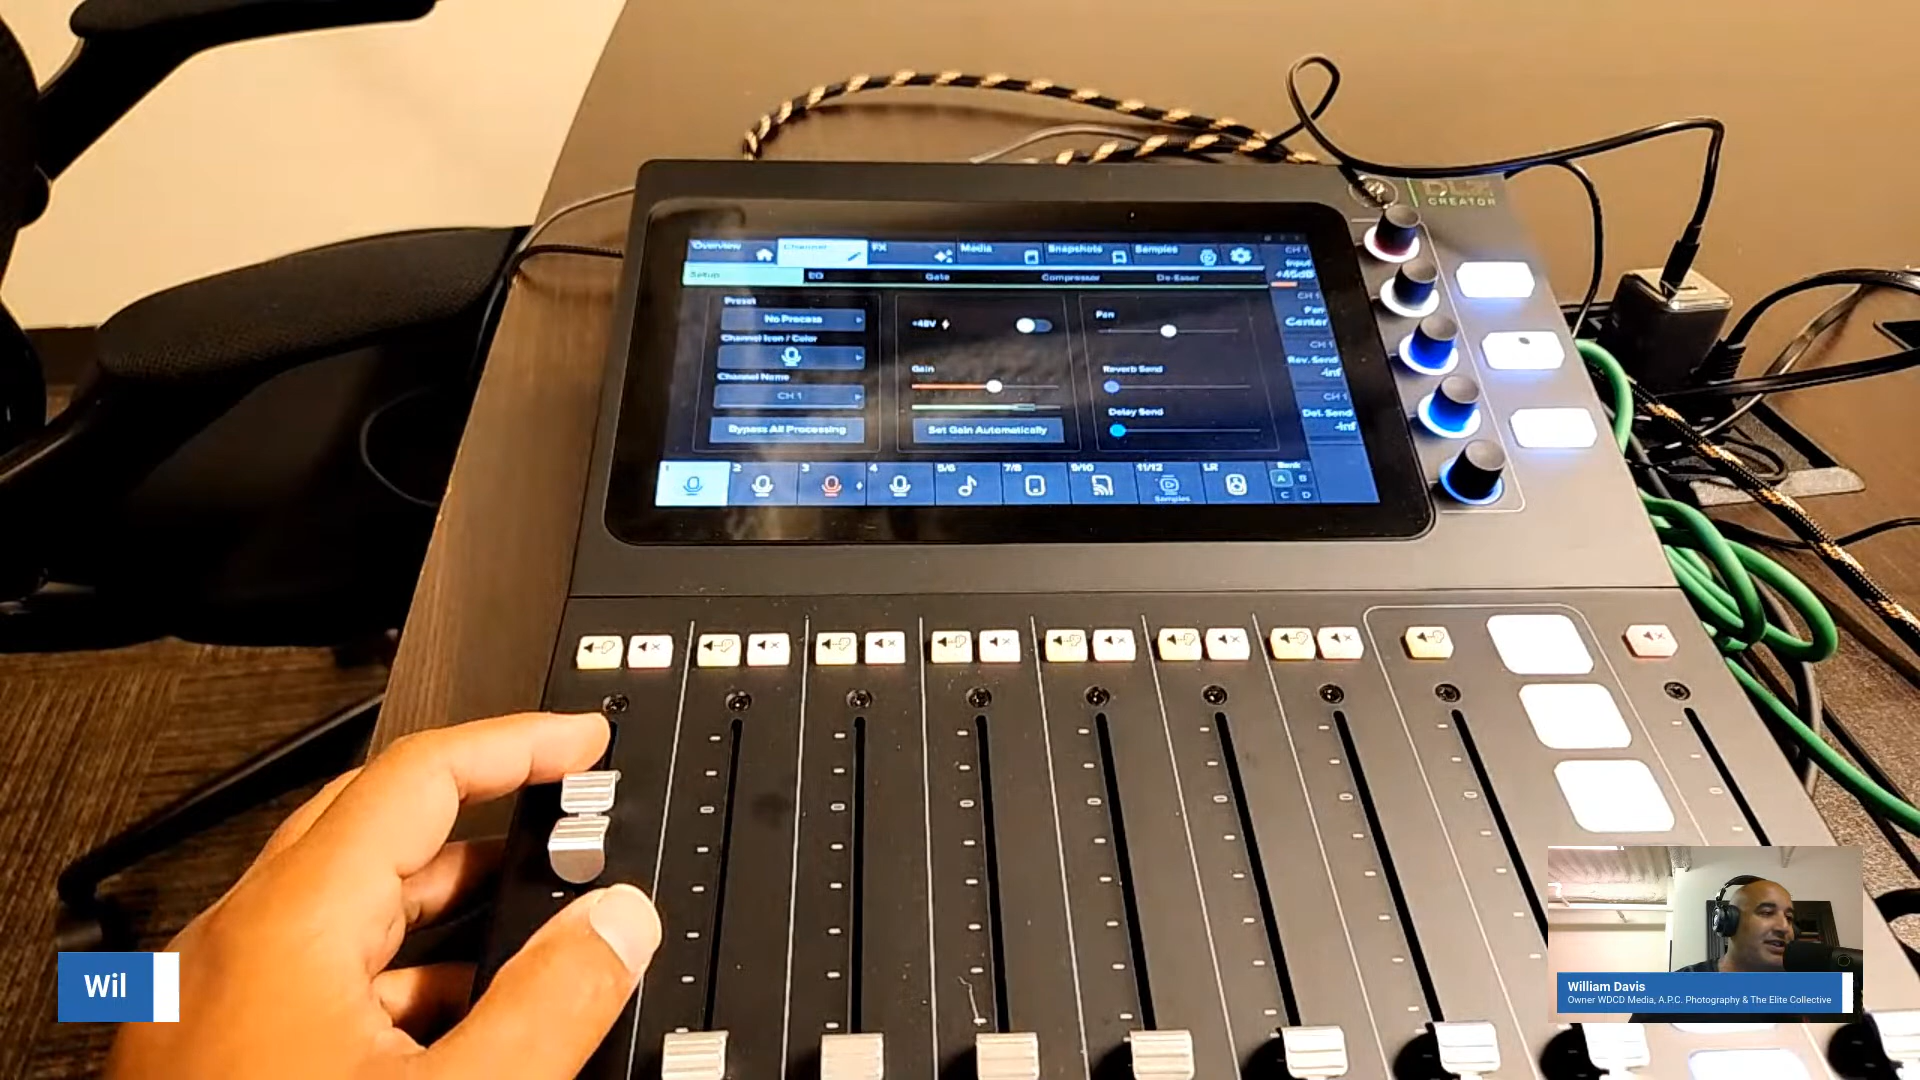 DLZ
CREATOR
Overview
Channel
FX
Media
Snapshots
Samples
Setup
EQ
Gate
Compressor
De-Esser
Preset
No Process
Channel Icon / Color
Channel Name
CH 1
Bypass All Processing
+48V
Gain
Set Gain Automatically
Pan
Reverb Send
Delay Send
CH 1
Input
+45dB
CH 1
Pan
Center
CH 1
Rev. Send
-inf
CH 1
Del. Send
-inf
1
2
3
4
5/6
7/8
9/10
11/12
Samples
LR
Bank
A B
C D
Wil
William Davis
Owner WDCD Media, A.P.C. Photography & The Elite Collective